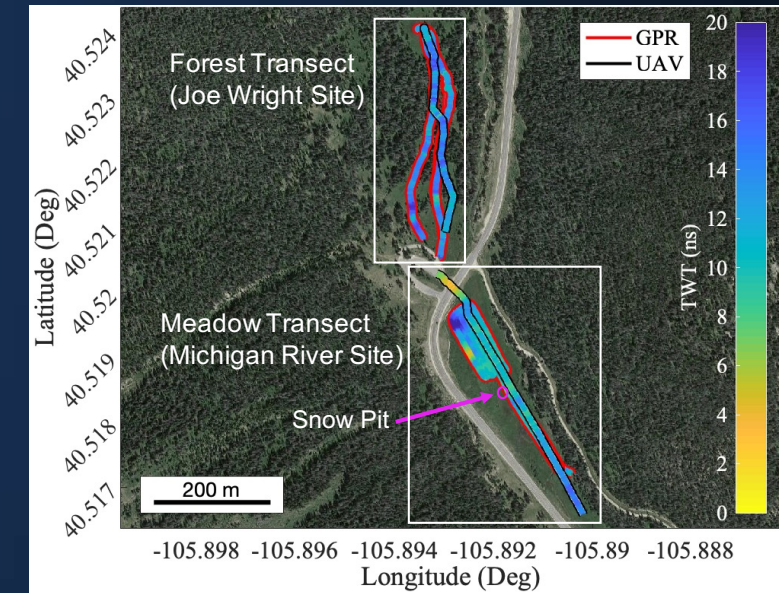 Forest Transect
(Joe Wright Site)
GPR
UAV
Meadow Transect
(Michigan River Site)
Snow Pit
200 m
Latitude (Deg)
40.524
40.523
40.522
40.521
40.52
40.519
40.518
40.517
-105.898 -105.896 -105.894 -105.892 -105.89 -105.888
Longitude (Deg)
TWT (ns)
20
18
16
14
12
10
8
6
4
2
0